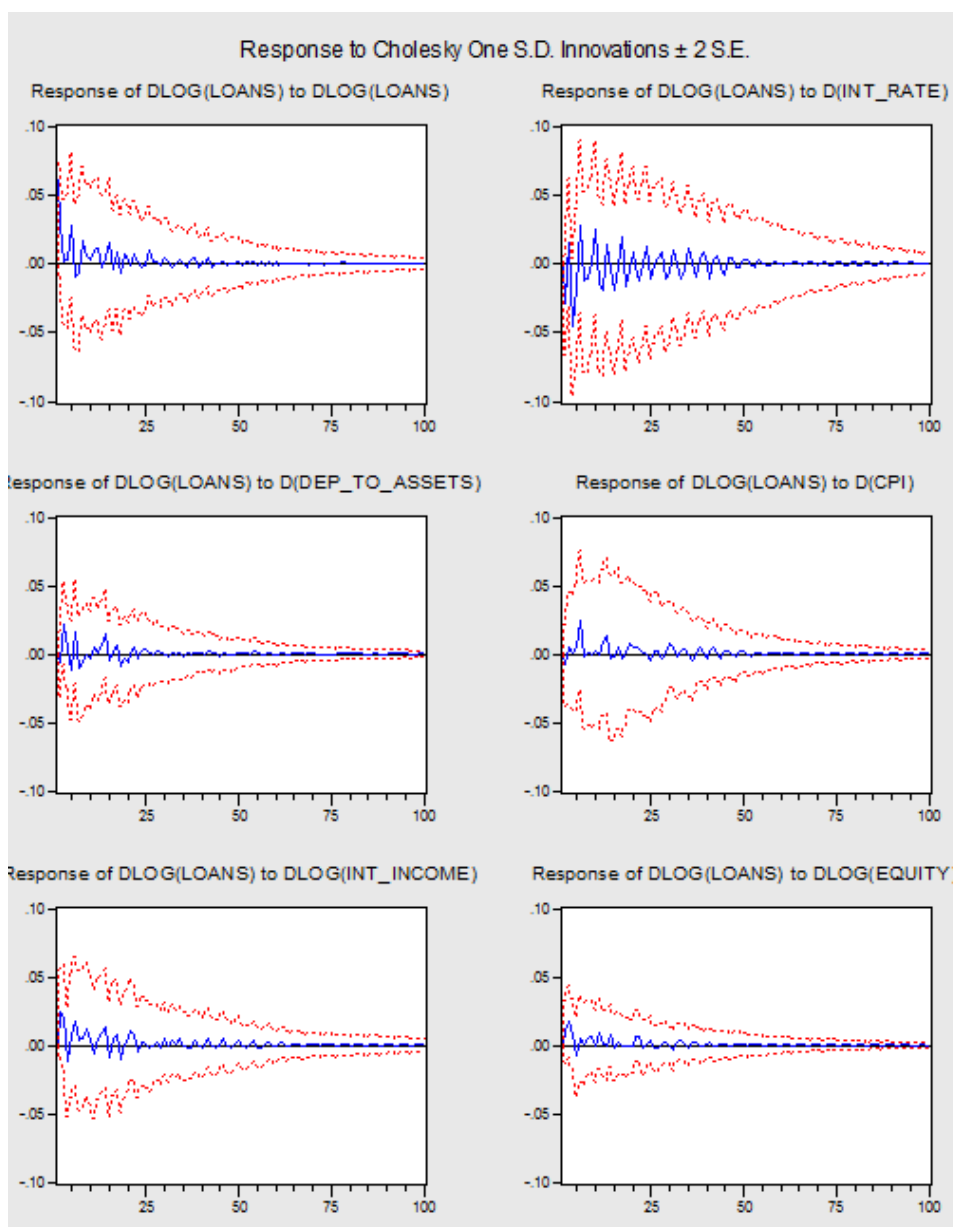 Response to Cholesky One S.D. Innovations ± 2 S.E.
Response of DLOG(LOANS) to DLOG(LOANS)
.10
.05
.00
-.05
-.10
25 50 75 100
Response of DLOG(LOANS) to D(INT_RATE)
.10
.05
.00
-.05
-.10
25 50 75 100
Response of DLOG(LOANS) to D(DEP_TO_ASSETS)
.10
.05
.00
-.05
-.10
25 50 75 100
Response of DLOG(LOANS) to D(CPI)
.10
.05
.00
-.05
-.10
25 50 75 100
Response of DLOG(LOANS) to DLOG(INT_INCOME)
.10
.05
.00
-.05
-.10
25 50 75 100
Response of DLOG(LOANS) to DLOG(EQUITY)
.10
.05
.00
-.05
-.10
25 50 75 100